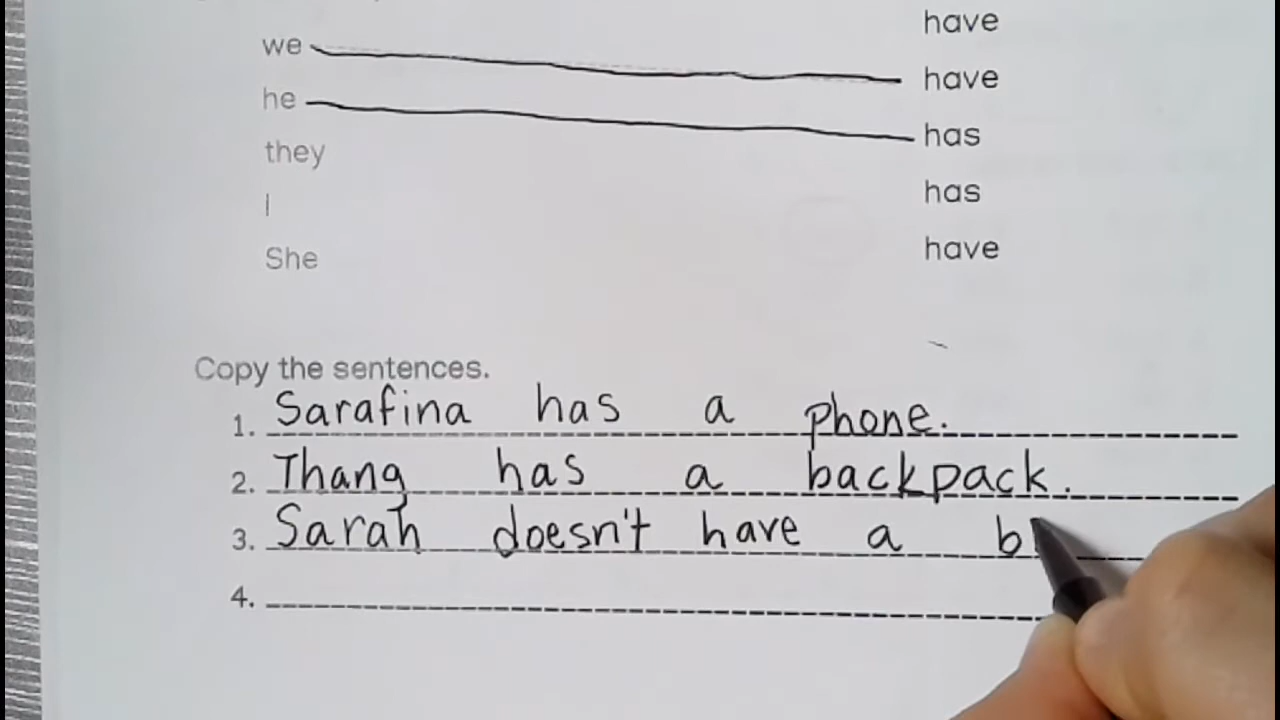 have
we have
he has
they
I has
She have
Copy the sentences.
1. Sarafina has a phone.
2. Thang has a backpack.
3. Sarah doesn't have a b
4.